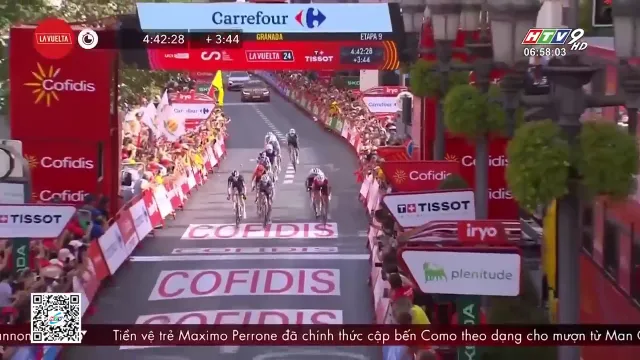 Carrefour
LA VUELTA
HTV9 HD
06:58:03
4:42:28 + 3:44
GRANADA
ETAPA 9
LA VUELTA 24
TISSOT
4:42:28
+3:44
Cofidis
Carrefour
Cofidis
Cofidis
Cofidis
T+ TISSOT
T+ TISSOT
COFIDIS
iryo
COFIDIS
plenitude
COFIDIS
annon
Tiền vệ trẻ Maximo Perrone đã chính thức cập bến Como theo dạng cho mượn từ Man